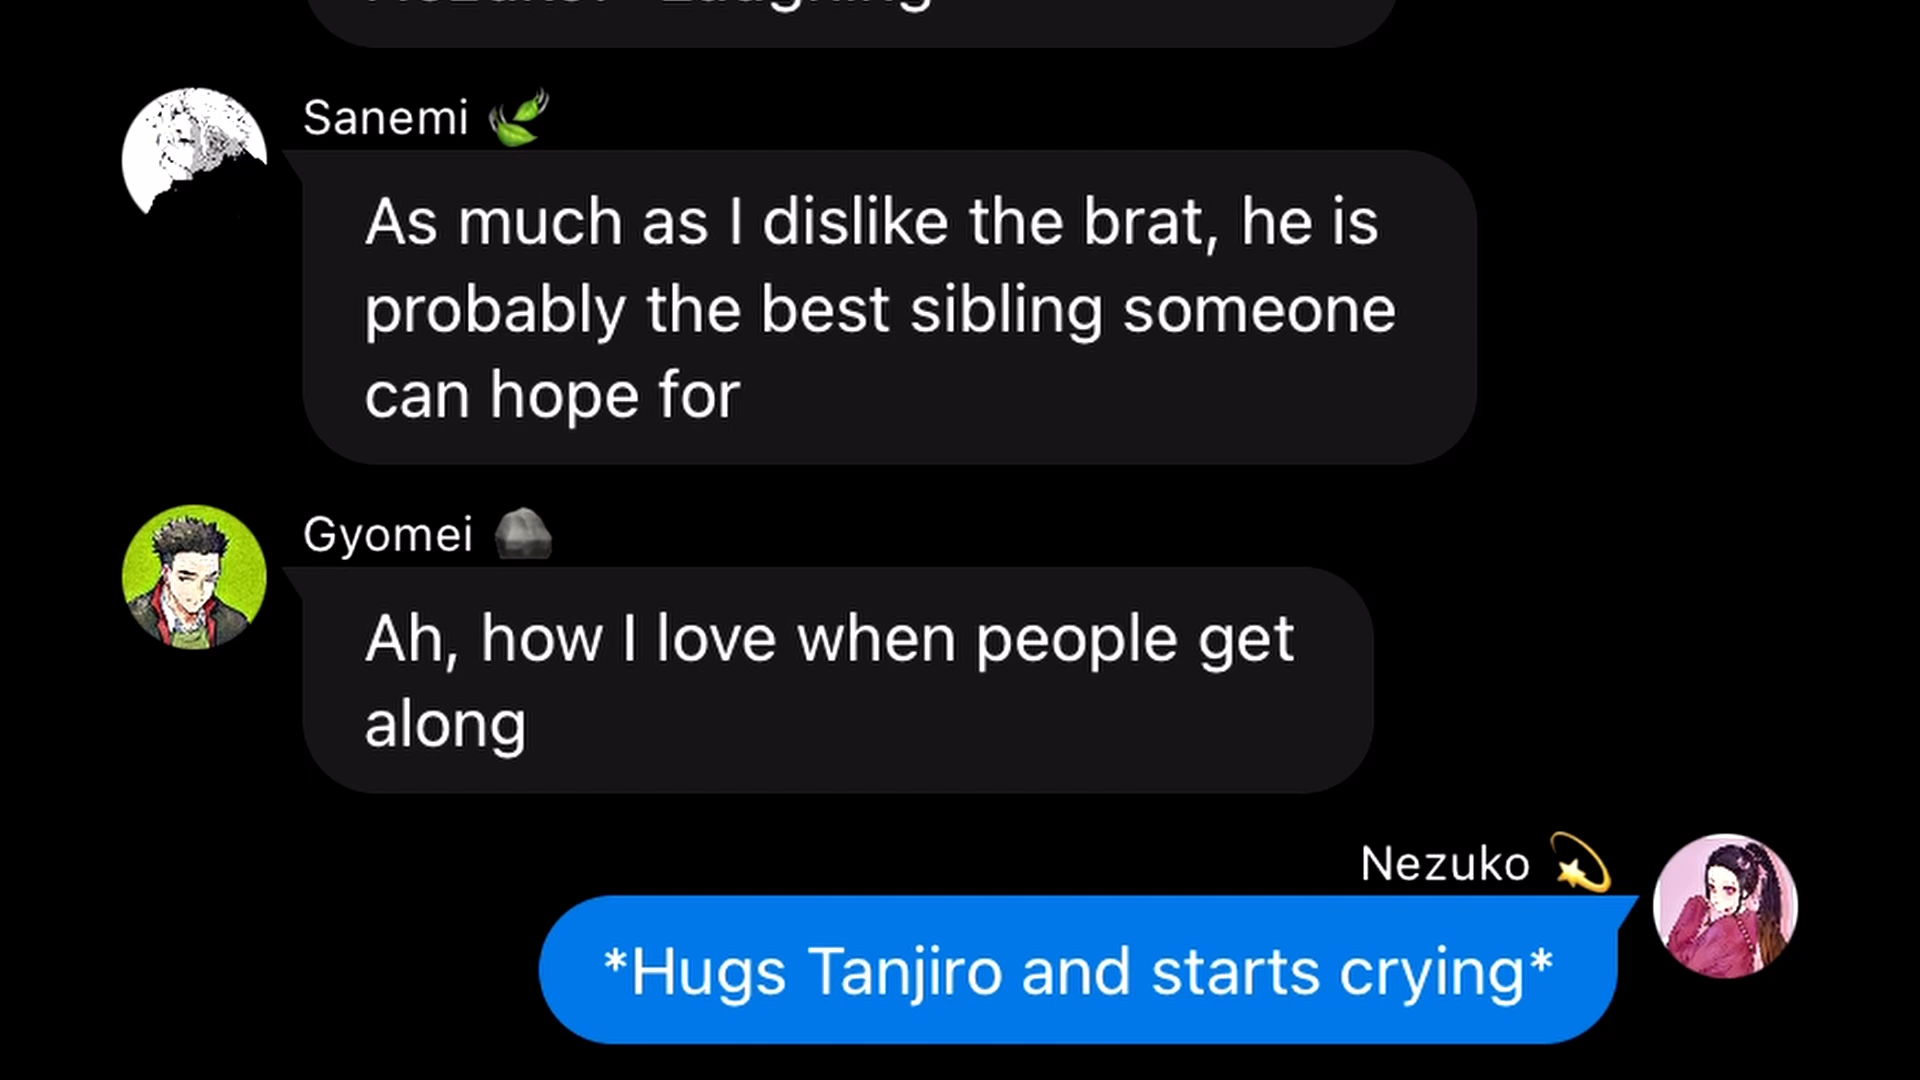 Sanemi
As much as I dislike the brat, he is
probably the best sibling someone
can hope for
Gyomei
Ah, how I love when people get
along
Nezuko
*Hugs Tanjiro and starts crying*